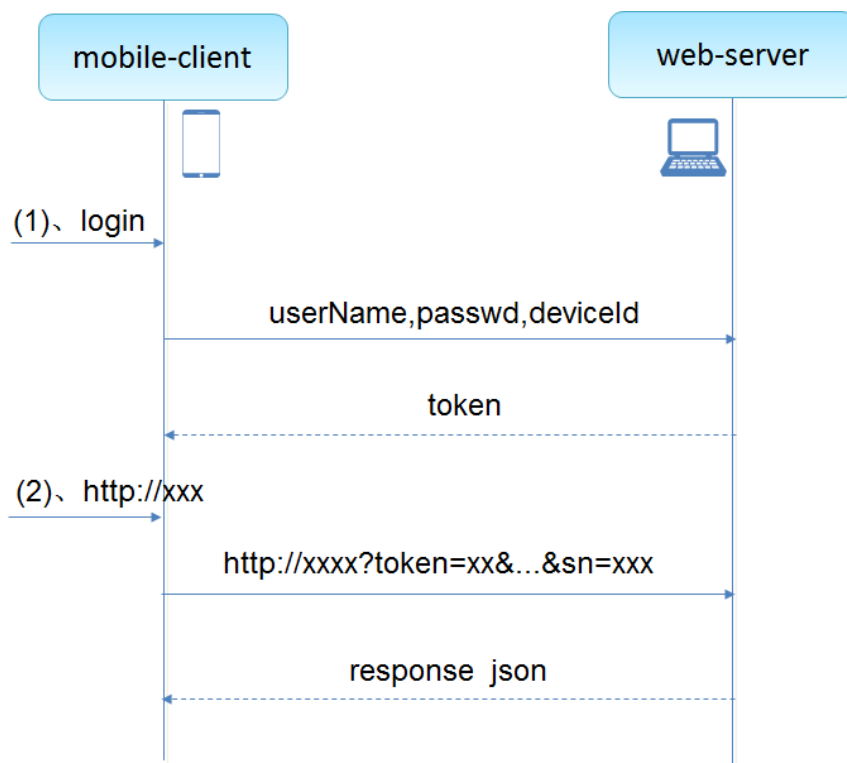 mobile-client
web-server
(1)、login
userName,passwd,deviceId
token
(2)、http://xxx
http://xxxx?token=xx&...&sn=xxx
response json